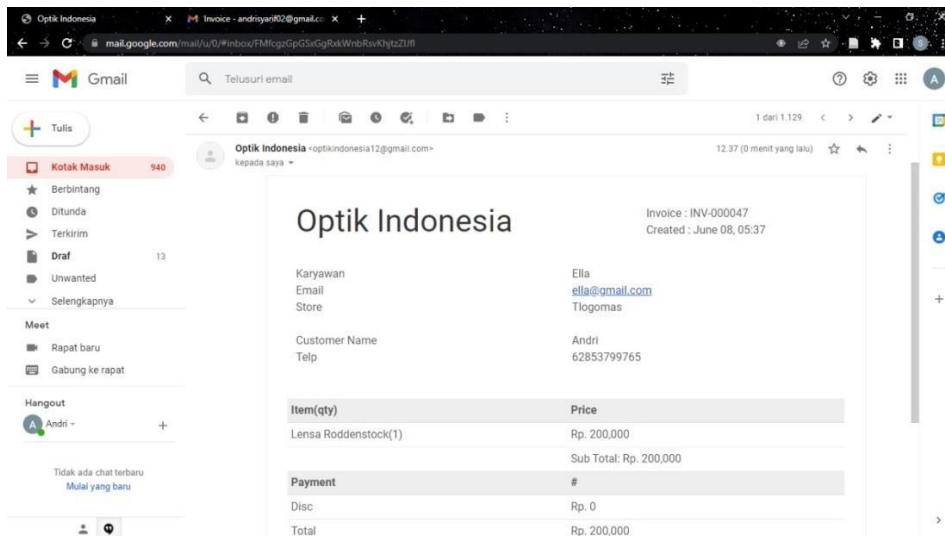 Optik Indonesia
Invoice - andrisyarif02@gmail.co
mail.google.com/mail/u/0/#inbox/FMfcgzGpGSxGgRxkWnbRsvKhjtzZUfl
Gmail
Telusuri email
Tulis
1 dari 1.129
Kotak Masuk 940
Berbintang
Ditunda
Terkirim
Draf 13
Unwanted
Selengkapnya
Meet
Rapat baru
Gabung ke rapat
Hangout
Andri
Tidak ada chat terbaru
Mulai yang baru
Optik Indonesia <optikindonesia12@gmail.com>
12.37 (0 menit yang lalu)
kepada saya
Optik Indonesia
Invoice : INV-000047
Created : June 08, 05:37
Karyawan Ella
Email ella@gmail.com
Store Tlogomas
Customer Name Andri
Telp 62853799765
Item(qty) Price
Lensa Roddenstock(1) Rp. 200,000
Sub Total: Rp. 200,000
Payment #
Disc Rp. 0
Total Rp. 200,000
A
A
S